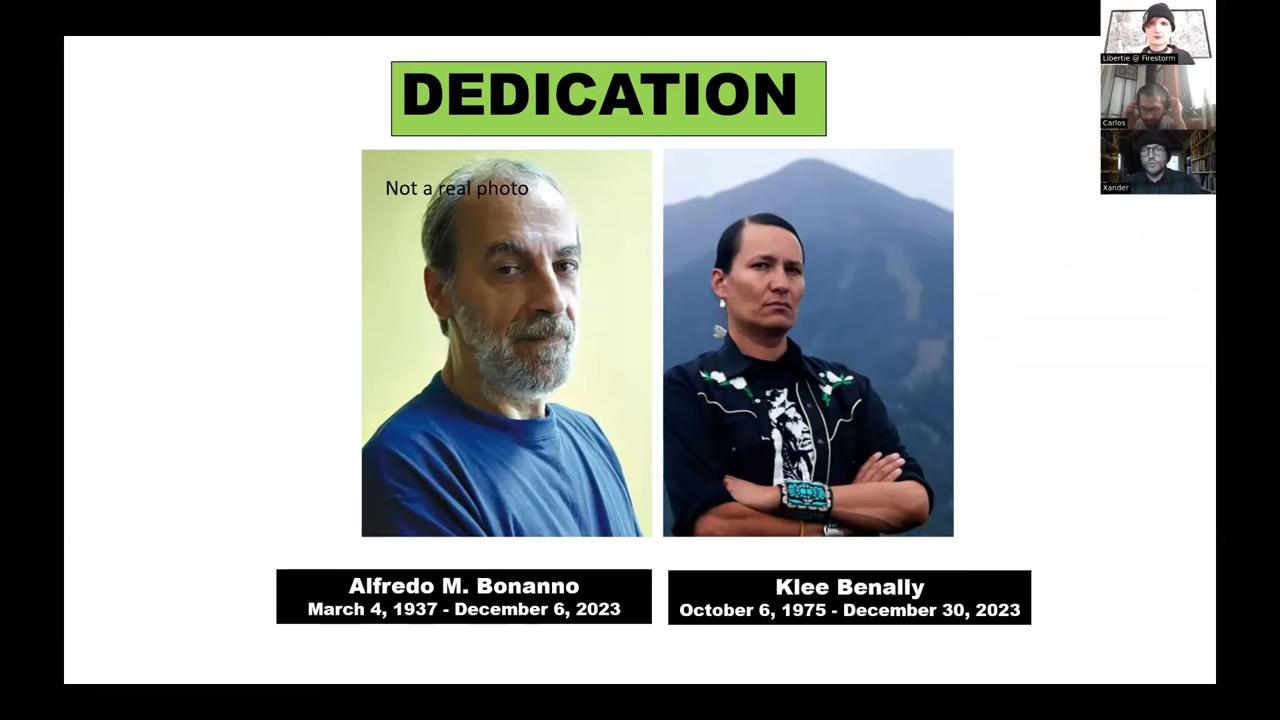 DEDICATION
Not a real photo
Alfredo M. Bonanno
March 4, 1937 - December 6, 2023
Klee Benally
October 6, 1975 - December 30, 2023
Libertie @ Firestorm
Carlos
Xander